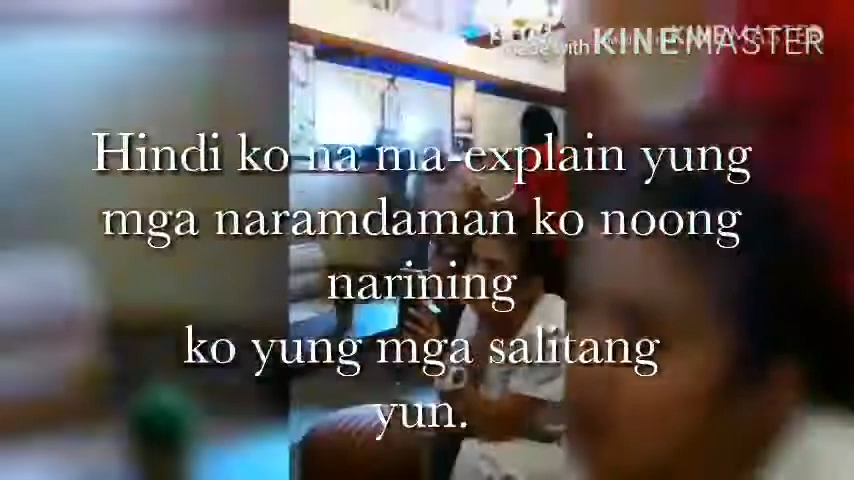 Made with KINEMASTER
Hindi ko na ma-explain yung
mga naramdaman ko noong
narining
ko yung mga salitang
yun.